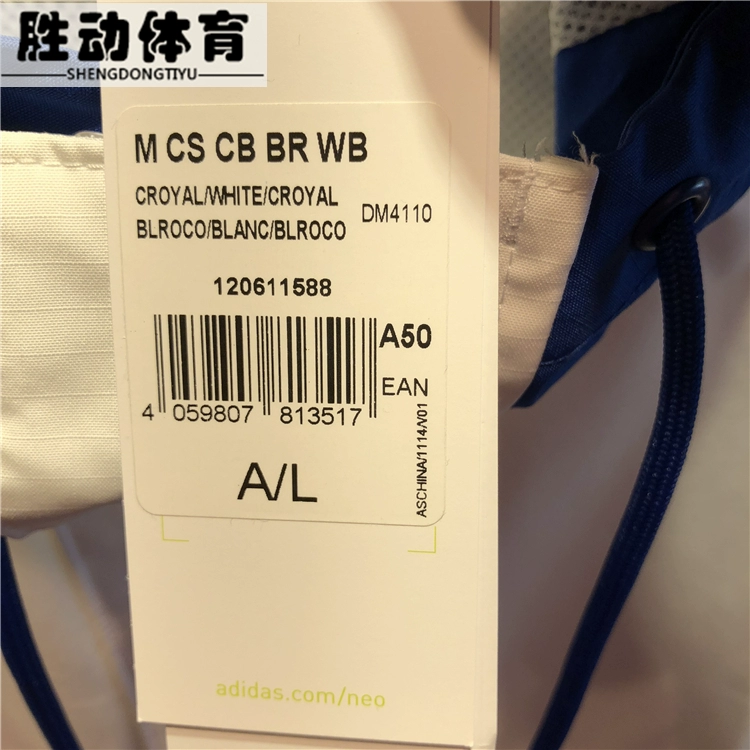 胜动体育
SHENGDONGTIYU
M CS CB BR WB
CROYAL/WHITE/CROYAL
BLROCO/BLANC/BLROCO
DM4110
120611588
A50
EAN
4 059807 813517
A/L
ASCHINA/1114/V01
adidas.com/neo